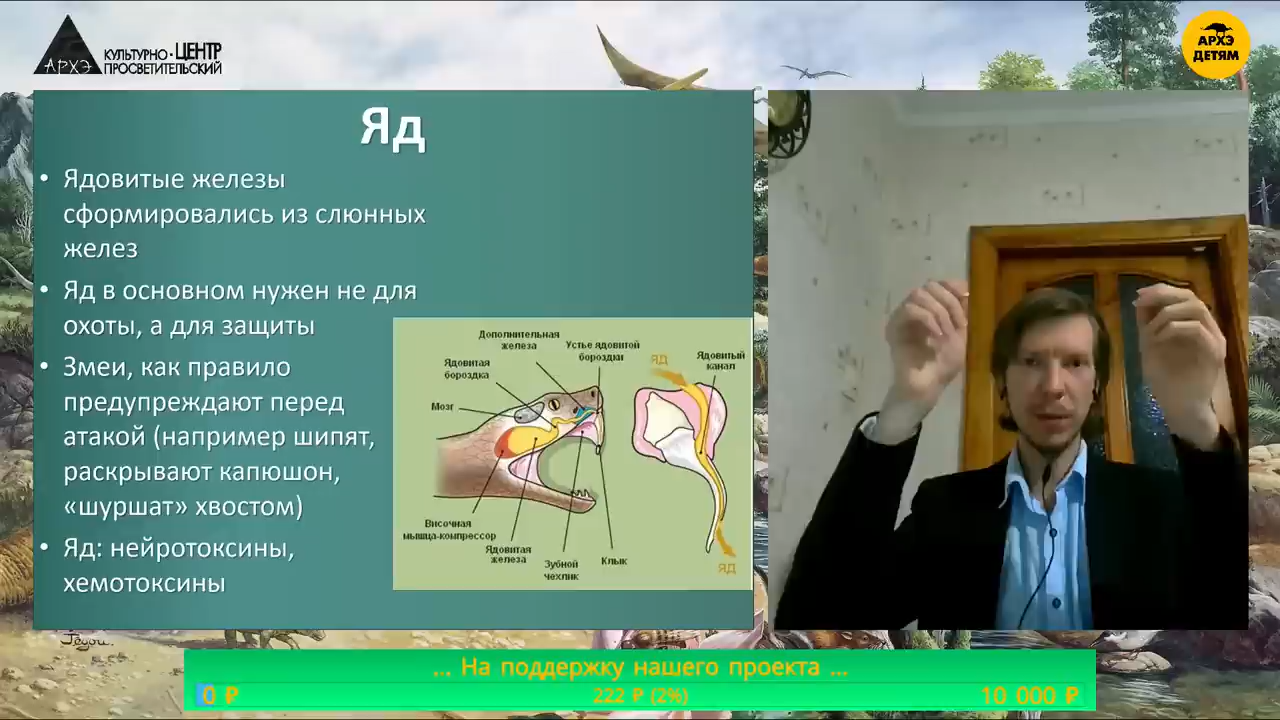 АРХЭ
КУЛЬТУРНО · ЦЕНТР
ПРОСВЕТИТЕЛЬСКИЙ
АРХЭ
ДЕТЯМ
Яд
• Ядовитые железы
сформировались из слюнных
желез
• Яд в основном нужен не для
охоты, а для защиты
• Змеи, как правило
предупреждают перед
атакой (например шипят,
раскрывают капюшон,
«шуршат» хвостом)
• Яд: нейротоксины,
хемотоксины
Дополнительная
железа
Устье ядовитой
бороздки
Ядовитая
бороздка
Мозг
ЯД
Ядовитый
канал
Височная
мышца-компрессор
Ядовитая
железа
Зубной
чехлик
Клык
ЯД
... На поддержку нашего проекта ...
0 ₽
222 ₽ (2%)
10 000 ₽